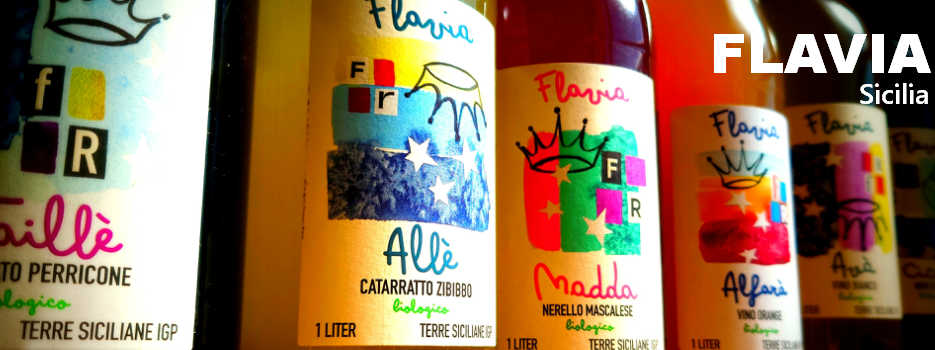 FLAVIA
Sicilia
f
R
aillè
TO PERRICONE
ologico
TERRE SICILIANE IGP
Flavia
F
r
Allè
CATARRATTO ZIBIBBO
biologico
1 LITER
TERRE SICILIANE IGP
Flavia
F
R
Madda
NERELLO MASCALESE
biologico
1 LITER
TERRE SICILIANE IGP
Flavia
Alfarà
VINO ORANGE
biologico
1 LITER
Flavia
Avà
VINO BIANCO
biologico